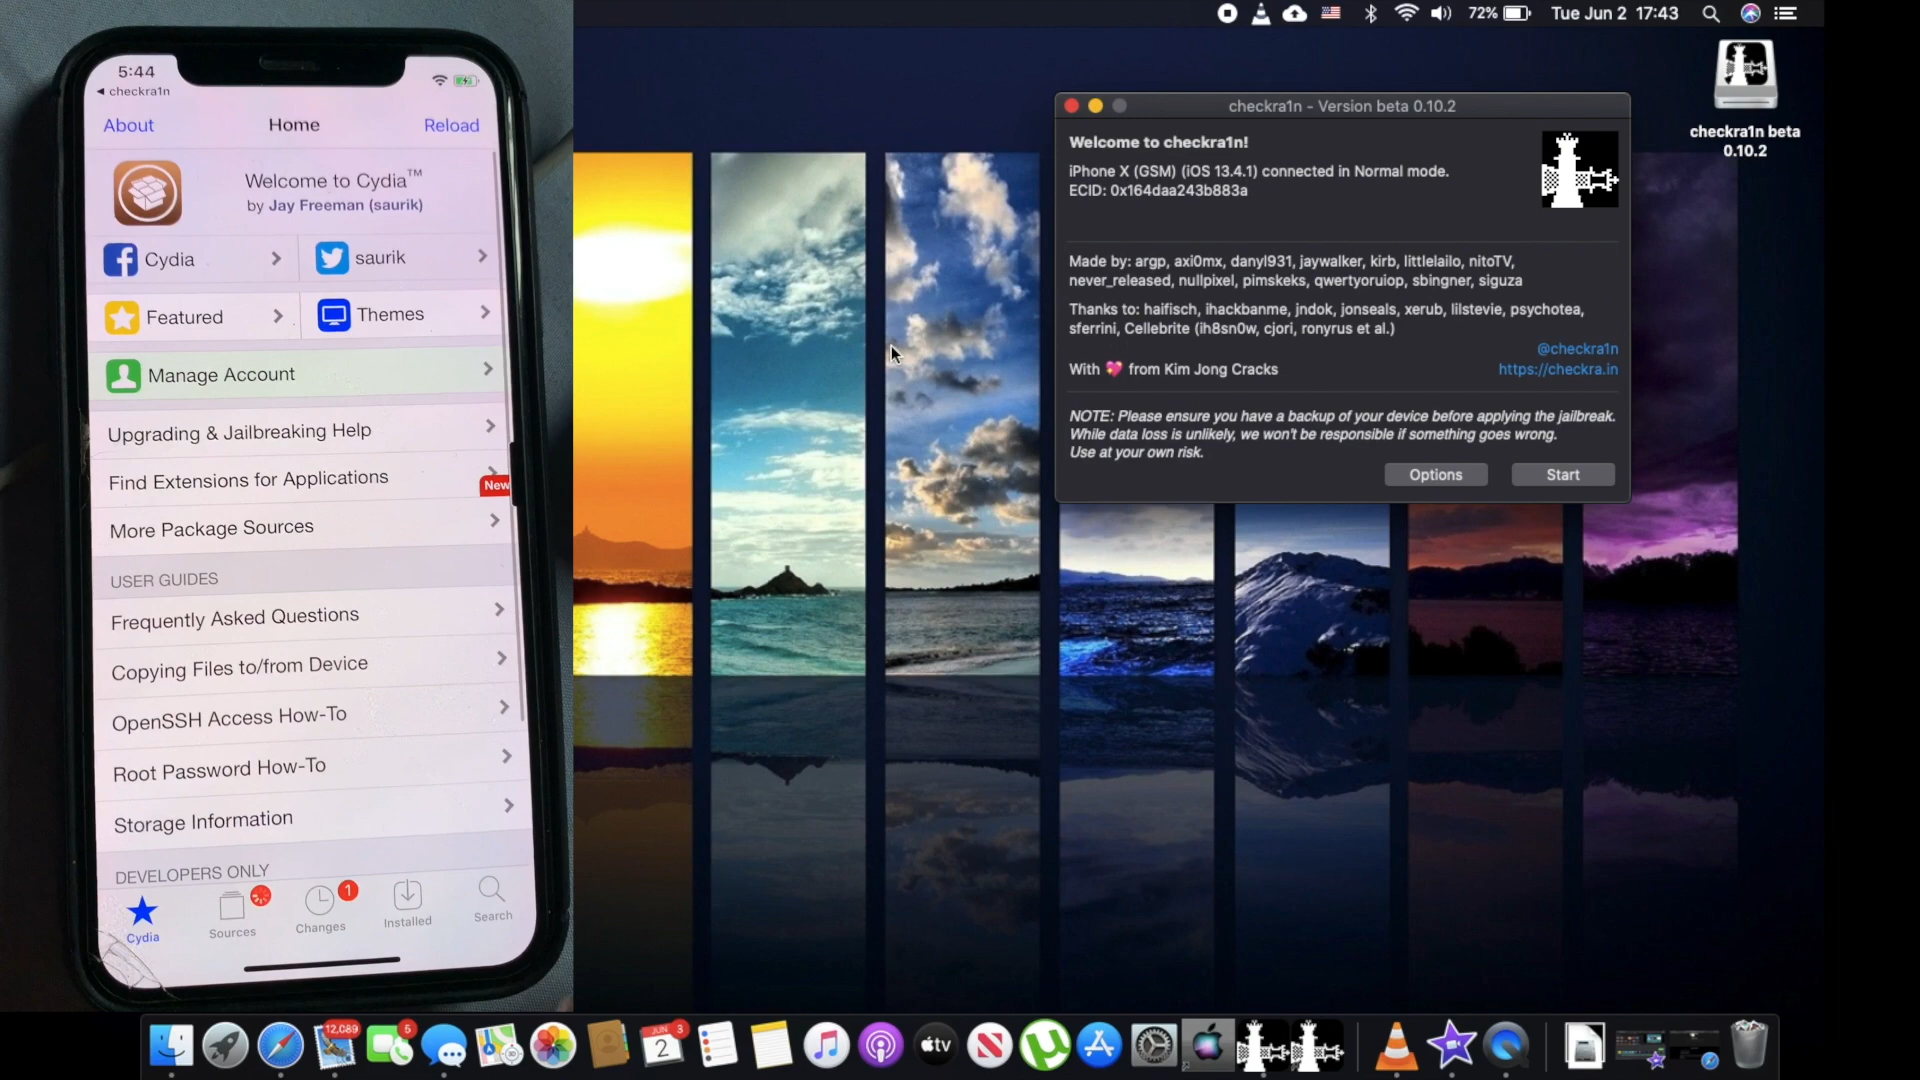 5:44
◀ checkra1n
About
Home
Reload
Welcome to Cydia™
by Jay Freeman (saurik)
Cydia
saurik
Featured
Themes
Manage Account
Upgrading & Jailbreaking Help
Find Extensions for Applications
New
More Package Sources
USER GUIDES
Frequently Asked Questions
Copying Files to/from Device
OpenSSH Access How-To
Root Password How-To
Storage Information
DEVELOPERS ONLY
1
Cydia
Sources
Changes
Installed
Search
72%
Tue Jun 2 17:43
checkra1n beta
0.10.2
checkra1n - Version beta 0.10.2
Welcome to checkra1n!
iPhone X (GSM) (iOS 13.4.1) connected in Normal mode.
ECID: 0x164daa243b883a
Made by: argp, axi0mx, danyl931, jaywalker, kirb, littlelailo, nitoTV,
never_released, nullpixel, pimskeks, qwertyoruiop, sbingner, siguza
Thanks to: haifisch, ihackbanme, jndok, jonseals, xerub, lilstevie, psychotea,
sferrini, Cellebrite (ih8sn0w, cjori, ronyrus et al.)
@checkra1n
With 💖 from Kim Jong Cracks
https://checkra.in
NOTE: Please ensure you have a backup of your device before applying the jailbreak.
While data loss is unlikely, we won't be responsible if something goes wrong.
Use at your own risk.
Options
Start
12,089
5
JUN
3
2
tv